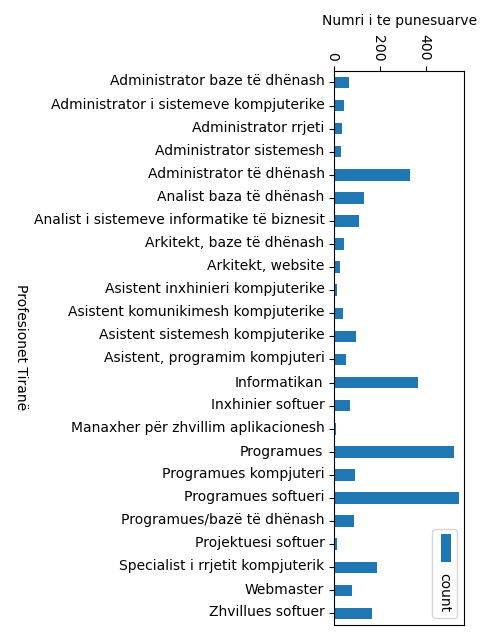 Numri i te punesuarve
0 200 400
Administrator baze të dhënash
Administrator i sistemeve kompjuterike
Administrator rrjeti
Administrator sistemesh
Administrator të dhënash
Analist baza të dhënash
Analist i sistemeve informatike të biznesit
Arkitekt, baze të dhënash
Arkitekt, website
Asistent inxhinieri kompjuterike
Asistent komunikimesh kompjuterike
Asistent sistemesh kompjuterike
Asistent, programim kompjuteri
Informatikan
Inxhinier softuer
Manaxher për zhvillim aplikacionesh
Programues
Programues kompjuteri
Programues softueri
Programues/bazë të dhënash
Projektuesi softuer
Specialist i rrjetit kompjuterik
Webmaster
Zhvillues softuer
Profesionet Tiranë
count